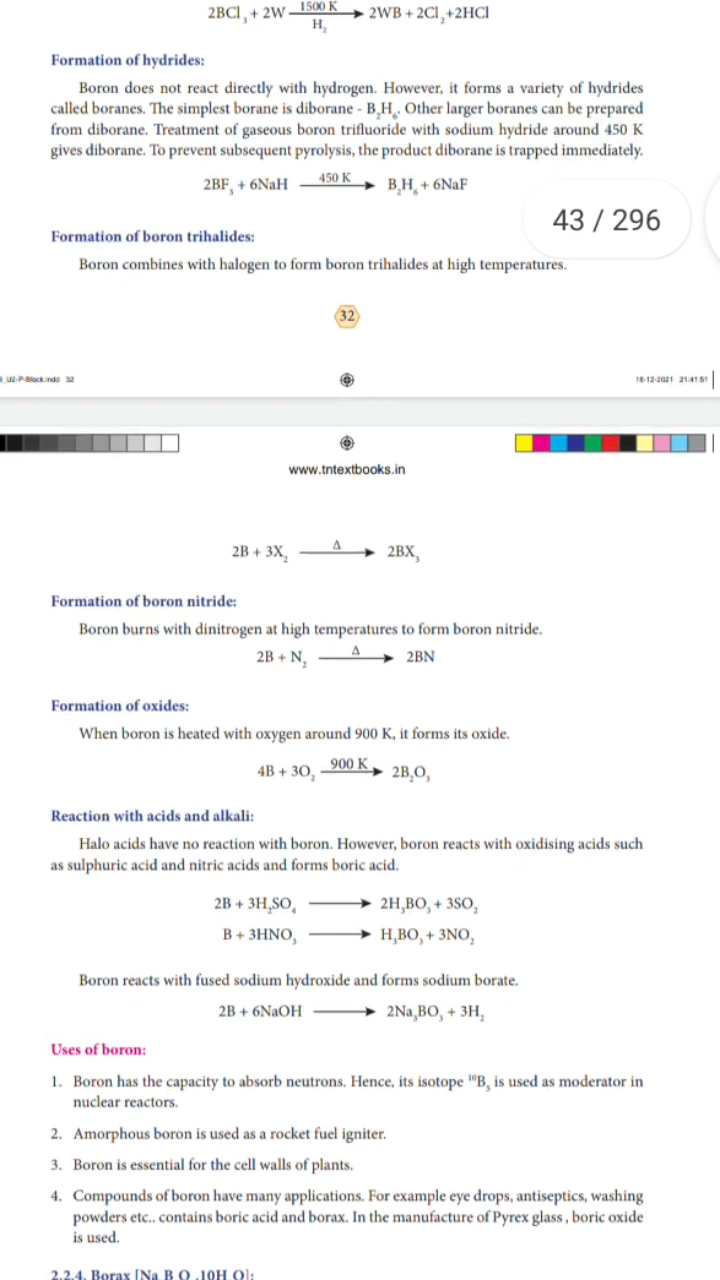 2BCl₃ + 2W 1500 K H₂ → 2WB + 2Cl₂+2HCl
Formation of hydrides:
Boron does not react directly with hydrogen. However, it forms a variety of hydrides
called boranes. The simplest borane is diborane - B₂H₆. Other larger boranes can be prepared
from diborane. Treatment of gaseous boron trifluoride with sodium hydride around 450 K
gives diborane. To prevent subsequent pyrolysis, the product diborane is trapped immediately.
2BF₃ + 6NaH 450 K → B₂H₆ + 6NaF
43 / 296
Formation of boron trihalides:
Boron combines with halogen to form boron trihalides at high temperatures.
32
_U2-P-Block.indd 32
16-12-2021 21:41:51
www.tntextbooks.in
2B + 3X₂ Δ → 2BX₃
Formation of boron nitride:
Boron burns with dinitrogen at high temperatures to form boron nitride.
2B + N₂ Δ → 2BN
Formation of oxides:
When boron is heated with oxygen around 900 K, it forms its oxide.
4B + 3O₂ 900 K → 2B₂O₃
Reaction with acids and alkali:
Halo acids have no reaction with boron. However, boron reacts with oxidising acids such
as sulphuric acid and nitric acids and forms boric acid.
2B + 3H₂SO₄ → 2H₃BO₃ + 3SO₂
B + 3HNO₃ → H₃BO₃ + 3NO₂
Boron reacts with fused sodium hydroxide and forms sodium borate.
2B + 6NaOH → 2Na₃BO₃ + 3H₂
Uses of boron:
1. Boron has the capacity to absorb neutrons. Hence, its isotope ¹⁰B₅ is used as moderator in
nuclear reactors.
2. Amorphous boron is used as a rocket fuel igniter.
3. Boron is essential for the cell walls of plants.
4. Compounds of boron have many applications. For example eye drops, antiseptics, washing
powders etc.. contains boric acid and borax. In the manufacture of Pyrex glass , boric oxide
is used.
2.2.4. Borax [Na B O .10H O]: